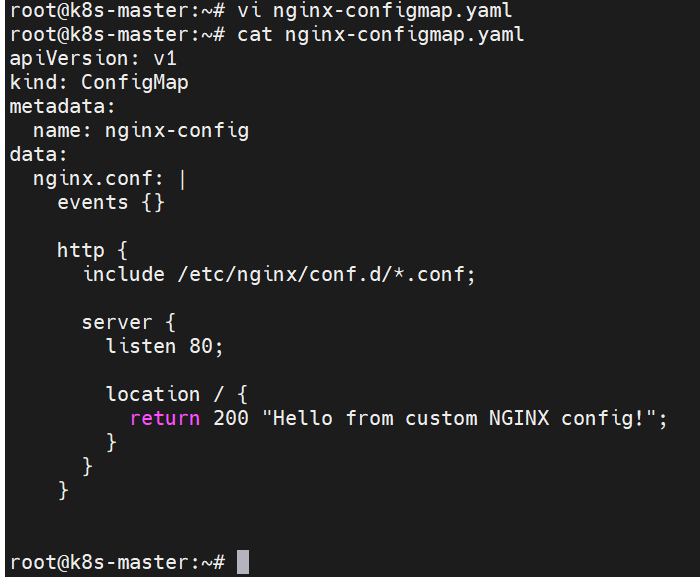 root@k8s-master:~# vi nginx-configmap.yaml
root@k8s-master:~# cat nginx-configmap.yaml
apiVersion: v1
kind: ConfigMap
metadata:
  name: nginx-config
data:
  nginx.conf: |
    events {}

    http {
      include /etc/nginx/conf.d/*.conf;

      server {
        listen 80;

        location / {
          return 200 "Hello from custom NGINX config!";
        }
      }
    }


root@k8s-master:~#